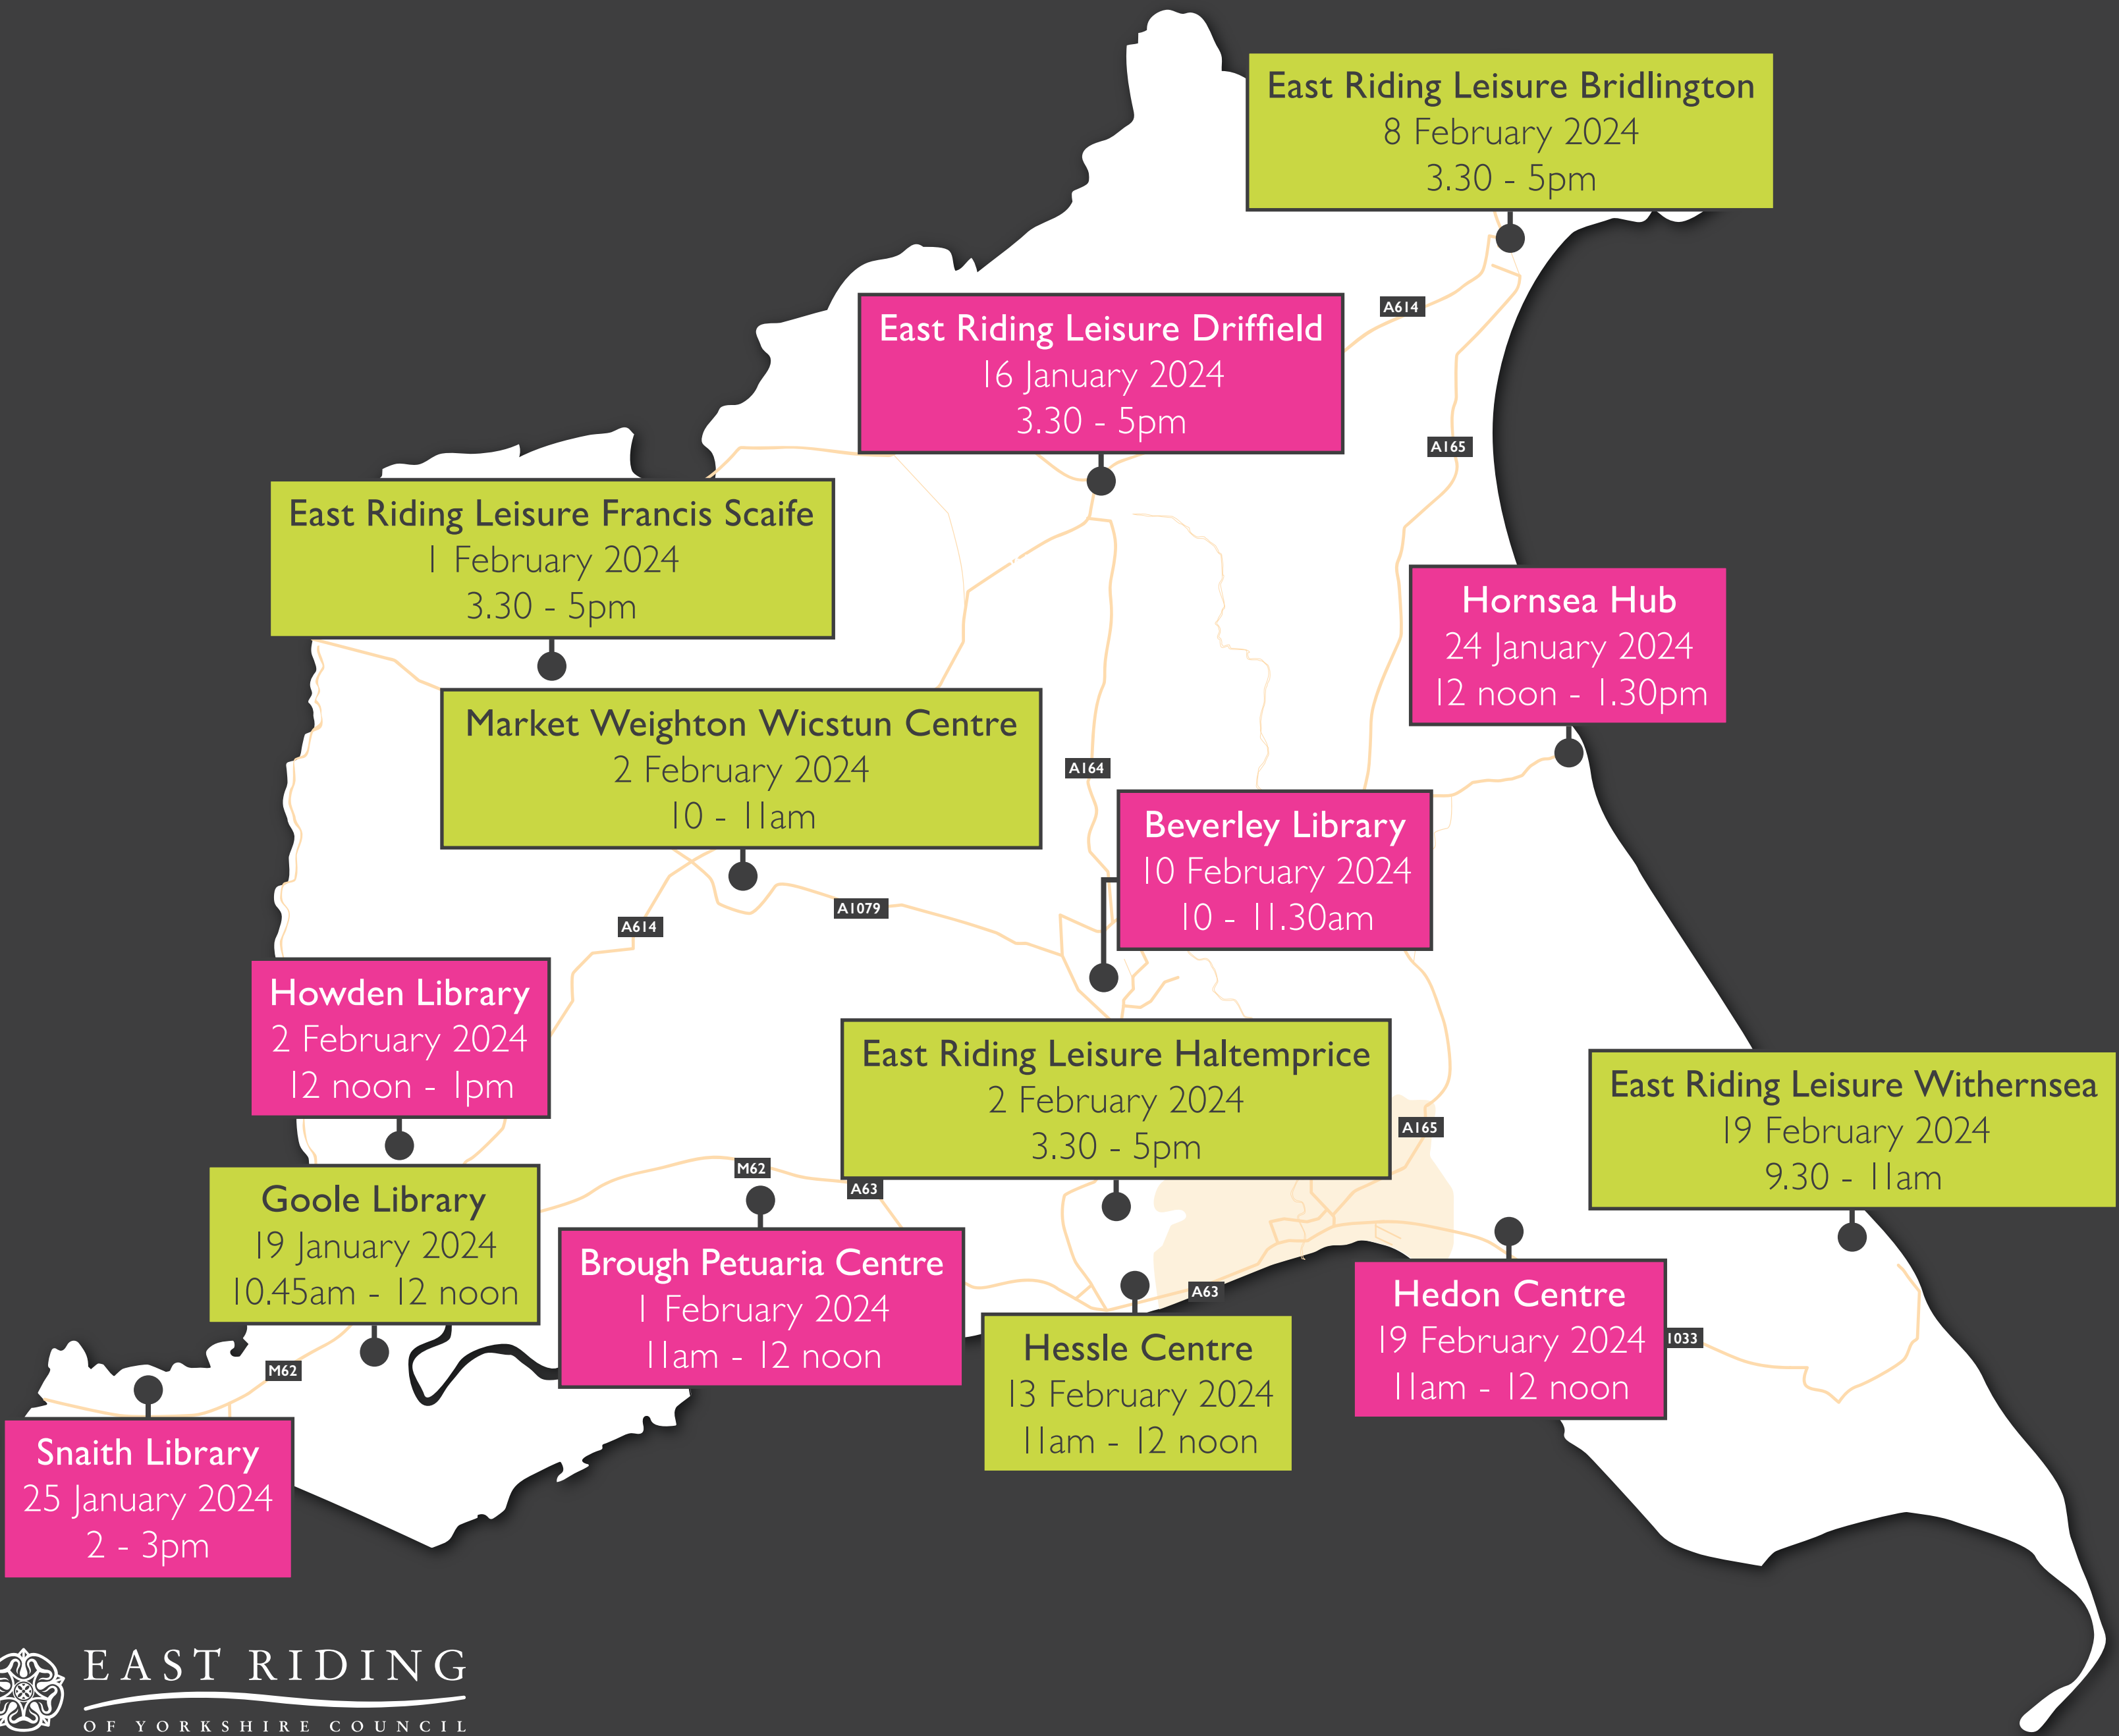 East Riding Leisure Bridlington
8 February 2024
3.30 - 5pm
East Riding Leisure Driffield
16 January 2024
3.30 - 5pm
A614
A165
East Riding Leisure Francis Scaife
1 February 2024
3.30 - 5pm
Hornsea Hub
24 January 2024
12 noon - 1.30pm
Market Weighton Wicstun Centre
2 February 2024
10 - 11am
A164
Beverley Library
10 February 2024
10 - 11.30am
A1079
A614
Howden Library
2 February 2024
12 noon - 1pm
East Riding Leisure Haltemprice
2 February 2024
3.30 - 5pm
East Riding Leisure Withernsea
19 February 2024
9.30 - 11am
A165
M62
A63
Goole Library
19 January 2024
10.45am - 12 noon
Brough Petuaria Centre
1 February 2024
11am - 12 noon
A63
Hedon Centre
19 February 2024
11am - 12 noon
1033
Hessle Centre
13 February 2024
11am - 12 noon
M62
Snaith Library
25 January 2024
2 - 3pm
EAST RIDING
OF YORKSHIRE COUNCIL